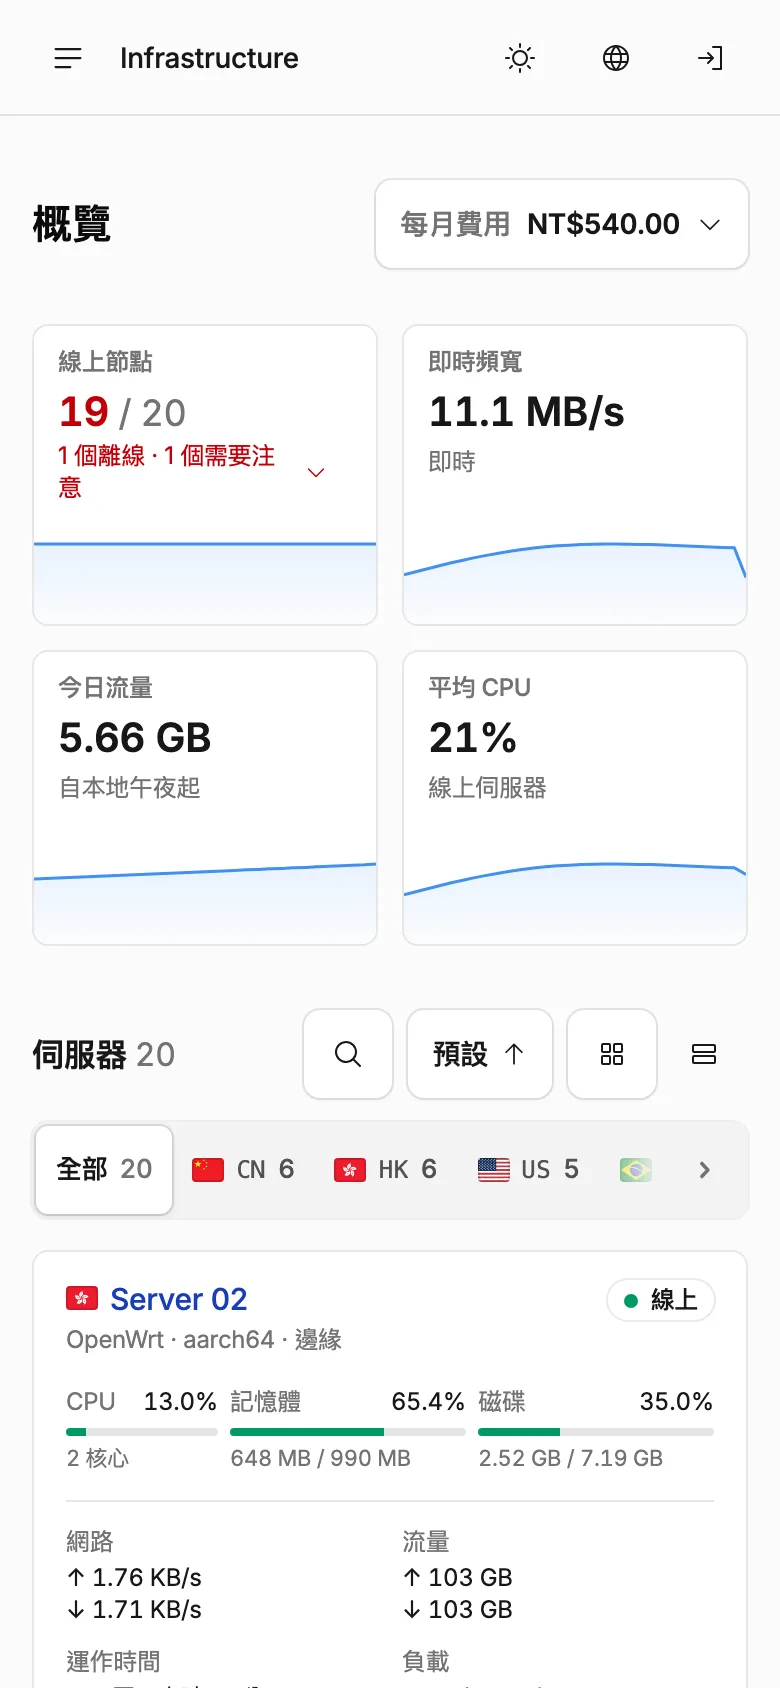 Infrastructure
概覽
每月費用 NT$540.00
線上節點
19 / 20
1 個離線 · 1 個需要注
意
即時頻寬
11.1 MB/s
即時
今日流量
5.66 GB
自本地午夜起
平均 CPU
21%
線上伺服器
伺服器 20
預設 ↑
全部 20 CN 6 HK 6 US 5
Server 02
線上
OpenWrt · aarch64 · 邊緣
CPU 13.0% 記憶體 65.4% 磁碟 35.0%
2 核心 648 MB / 990 MB 2.52 GB / 7.19 GB
網路
↑ 1.76 KB/s
↓ 1.71 KB/s
流量
↑ 103 GB
↓ 103 GB
運作時間
負載